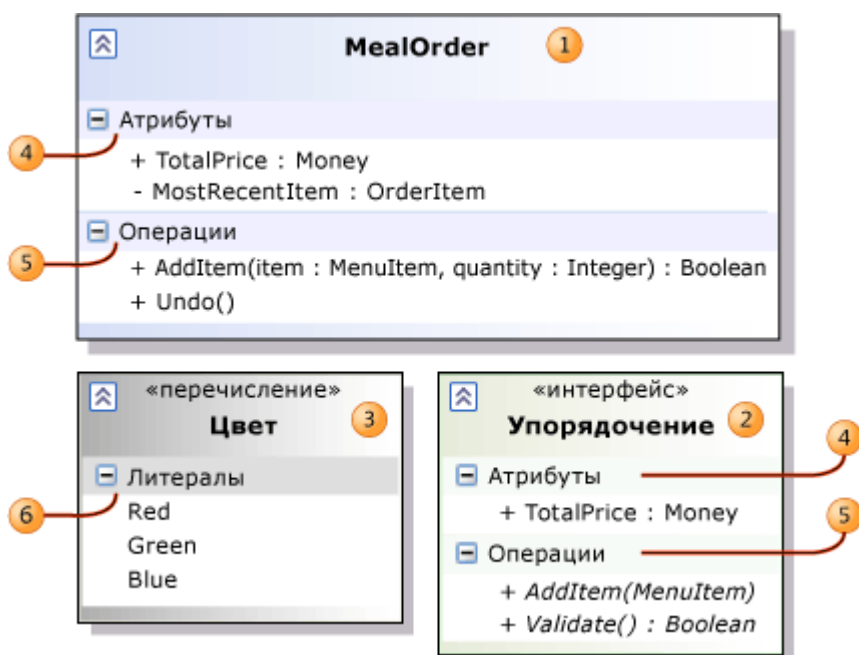 MealOrder 1
Атрибуты
4
+ TotalPrice : Money
- MostRecentItem : OrderItem
Операции
5
+ AddItem(item : MenuItem, quantity : Integer) : Boolean
+ Undo()
«перечисление»
Цвет 3
Литералы
6
Red
Green
Blue
«интерфейс»
Упорядочение 2
4
Атрибуты
+ TotalPrice : Money
5
Операции
+ AddItem(MenuItem)
+ Validate() : Boolean